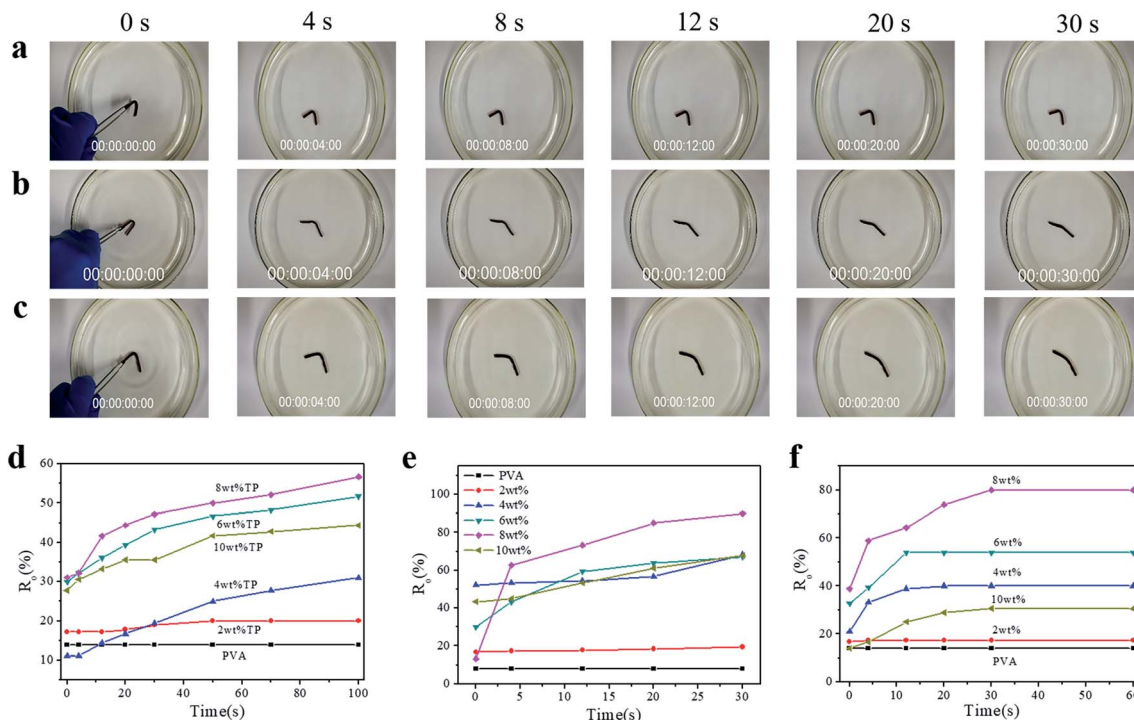 0 s 4 s 8 s 12 s 20 s 30 s
a
00:00:00:00 00:00:04:00 00:00:08:00 00:00:12:00 00:00:20:00 00:00:30:00
b
00:00:00:00 00:00:04:00 00:00:08:00 00:00:12:00 00:00:20:00 00:00:30:00
c
00:00:00:00 00:00:04:00 00:00:08:00 00:00:12:00 00:00:20:00 00:00:30:00
d
60
50
40
30
20
10
R₀(%)
8wt%TP
6wt%TP
10wt%TP
4wt%TP
2wt%TP
PVA
0 20 40 60 80 100
Time(s)
e
100
80
60
40
20
0
R₀(%)
PVA
2wt%
4wt%
6wt%
8wt%
10wt%
0 5 10 15 20 25 30
Time(s)
f
80
60
40
20
0
R₀(%)
8wt%
6wt%
4wt%
10wt%
2wt%
PVA
0 10 20 30 40 50 60
Time(s)